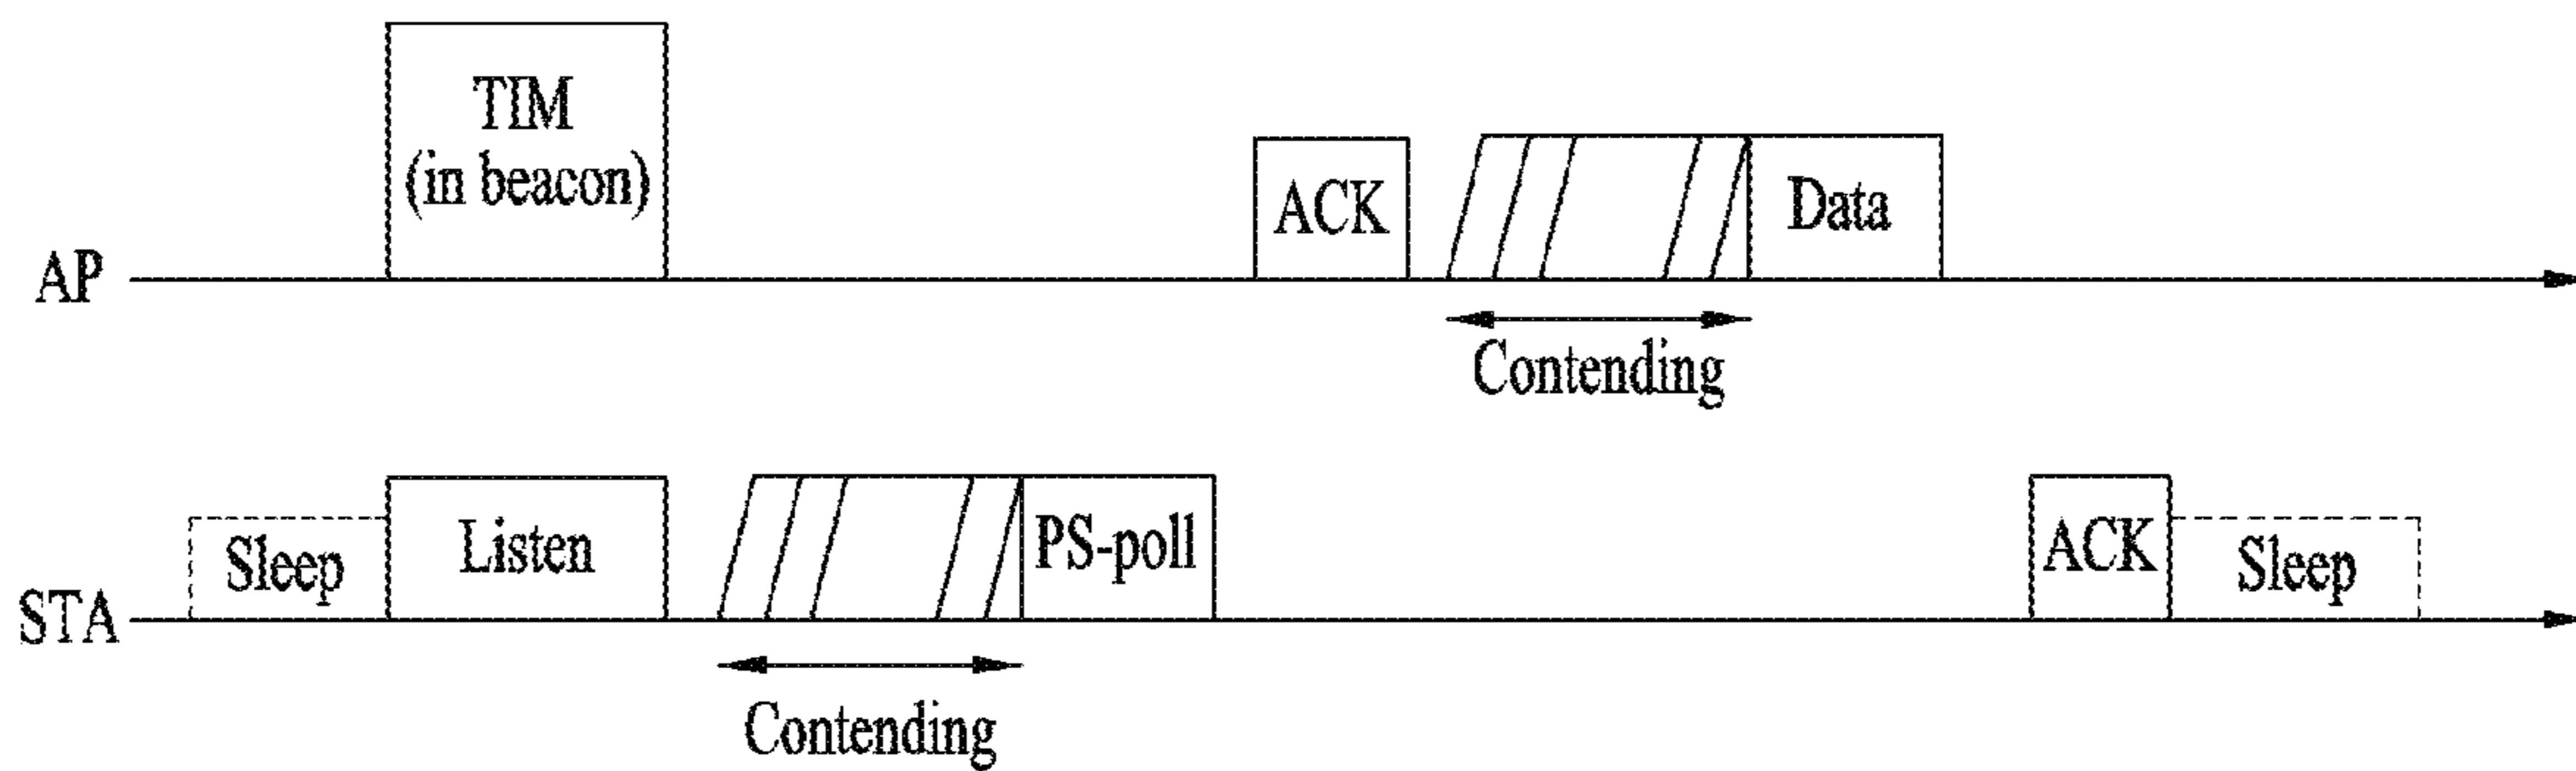 TIM
(in beacon)
ACK
Data
AP
Contending
Sleep
Listen
PS-poll
ACK
Sleep
STA
Contending